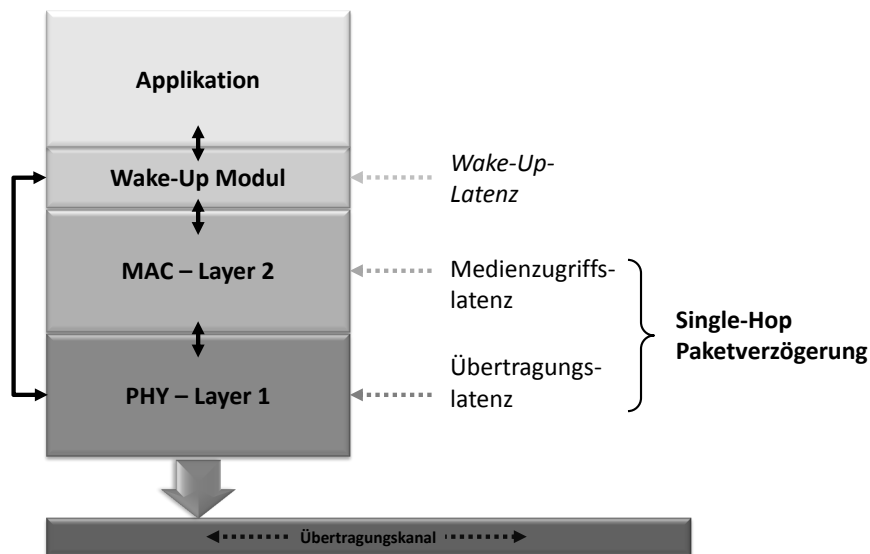 Applikation
Wake-Up Modul
Wake-Up-
Latenz
MAC – Layer 2
Medienzugriffs-
latenz
Single-Hop
Paketverzögerung
PHY – Layer 1
Übertragungs-
latenz
Übertragungskanal